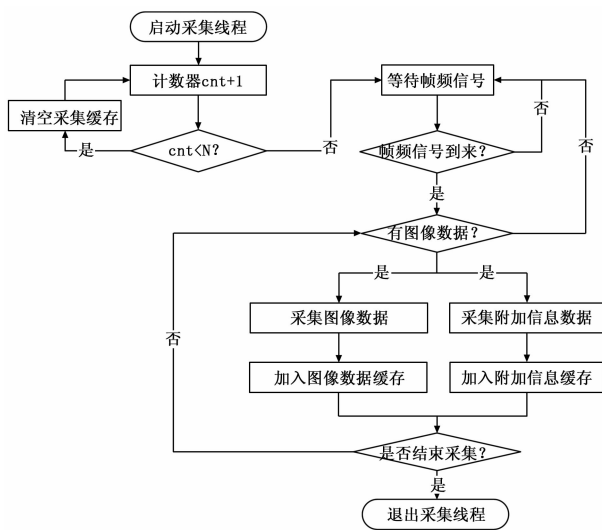 启动采集线程
计数器cnt+1
清空采集缓存
cnt<N?
是
否
等待帧频信号
帧频信号到来?
否
否
是
有图像数据?
是
是
采集图像数据
采集附加信息数据
否
加入图像数据缓存
加入附加信息缓存
是否结束采集?
是
退出采集线程